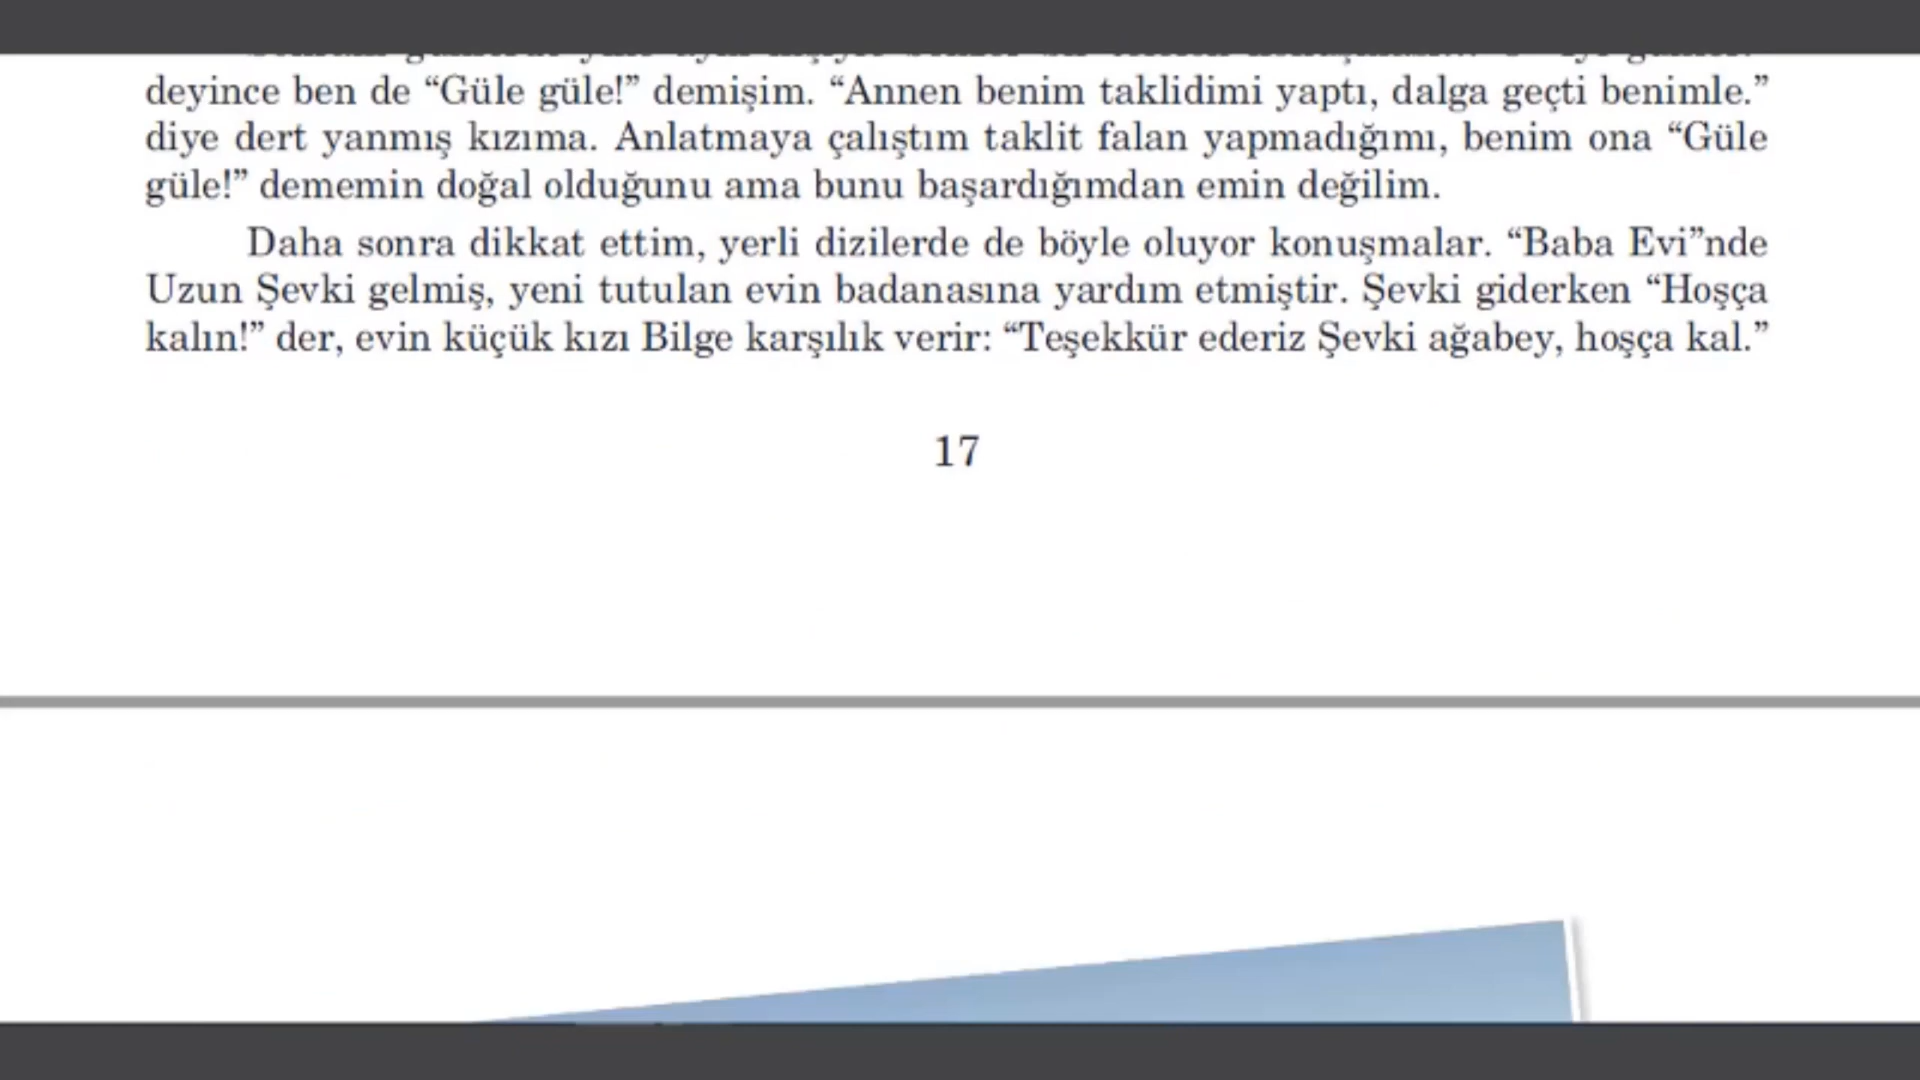 deyince ben de “Güle güle!” demişim. “Annen benim taklidimi yaptı, dalga geçti benimle.”
diye dert yanmış kızıma. Anlatmaya çalıştım taklit falan yapmadığımı, benim ona “Güle
güle!” dememin doğal olduğunu ama bunu başardığımdan emin değilim.
Daha sonra dikkat ettim, yerli dizilerde de böyle oluyor konuşmalar. “Baba Evi”nde
Uzun Şevki gelmiş, yeni tutulan evin badanasına yardım etmiştir. Şevki giderken “Hoşça
kalın!” der, evin küçük kızı Bilge karşılık verir: “Teşekkür ederiz Şevki ağabey, hoşça kal.”
17